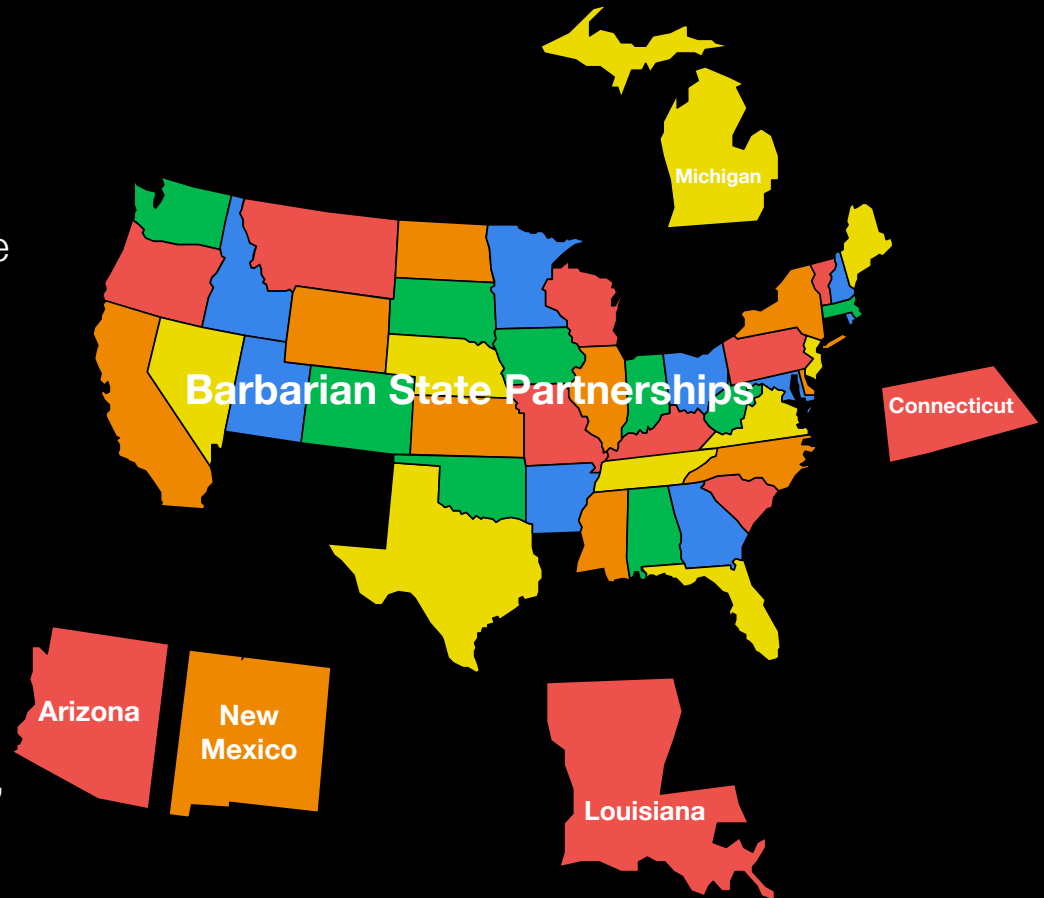 Michigan
e
Barbarian State Partnerships
Connecticut
Arizona
New
Mexico
Louisiana
,